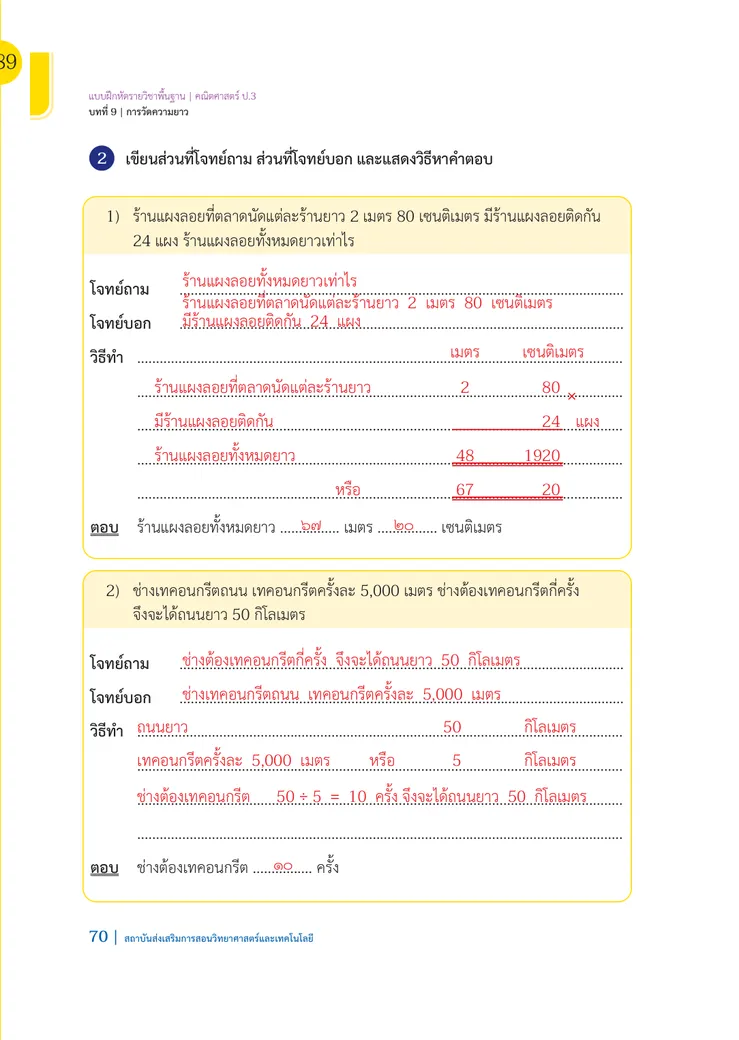 89
แบบฝึกหัดรายวิชาพื้นฐาน | คณิตศาสตร์ ป.3
บทที่ 9 | การวัดความยาว
2 เขียนส่วนที่โจทย์ถาม ส่วนที่โจทย์บอก และแสดงวิธีหาคำตอบ
1) ร้านแผงลอยที่ตลาดนัดแต่ละร้านยาว 2 เมตร 80 เซนติเมตร มีร้านแผงลอยติดกัน
24 แผง ร้านแผงลอยทั้งหมดยาวเท่าไร
โจทย์ถาม ร้านแผงลอยทั้งหมดยาวเท่าไร
ร้านแผงลอยที่ตลาดนัดแต่ละร้านยาว 2 เมตร 80 เซนติเมตร
โจทย์บอก มีร้านแผงลอยติดกัน 24 แผง
วิธีทำ เมตร เซนติเมตร
ร้านแผงลอยที่ตลาดนัดแต่ละร้านยาว 2 80 ×
มีร้านแผงลอยติดกัน 24 แผง
ร้านแผงลอยทั้งหมดยาว 48 1920
หรือ 67 20
ตอบ ร้านแผงลอยทั้งหมดยาว ....๖๗.... เมตร ....๒๐.... เซนติเมตร
2) ช่างเทคอนกรีตถนน เทคอนกรีตครั้งละ 5,000 เมตร ช่างต้องเทคอนกรีตกี่ครั้ง
จึงจะได้ถนนยาว 50 กิโลเมตร
โจทย์ถาม ช่างต้องเทคอนกรีตกี่ครั้ง จึงจะได้ถนนยาว 50 กิโลเมตร
โจทย์บอก ช่างเทคอนกรีตถนน เทคอนกรีตครั้งละ 5,000 เมตร
วิธีทำ ถนนยาว 50 กิโลเมตร
เทคอนกรีตครั้งละ 5,000 เมตร หรือ 5 กิโลเมตร
ช่างต้องเทคอนกรีต 50 ÷ 5 = 10 ครั้ง จึงจะได้ถนนยาว 50 กิโลเมตร
ตอบ ช่างต้องเทคอนกรีต ....๑๐.... ครั้ง
70 | สถาบันส่งเสริมการสอนวิทยาศาสตร์และเทคโนโลยี